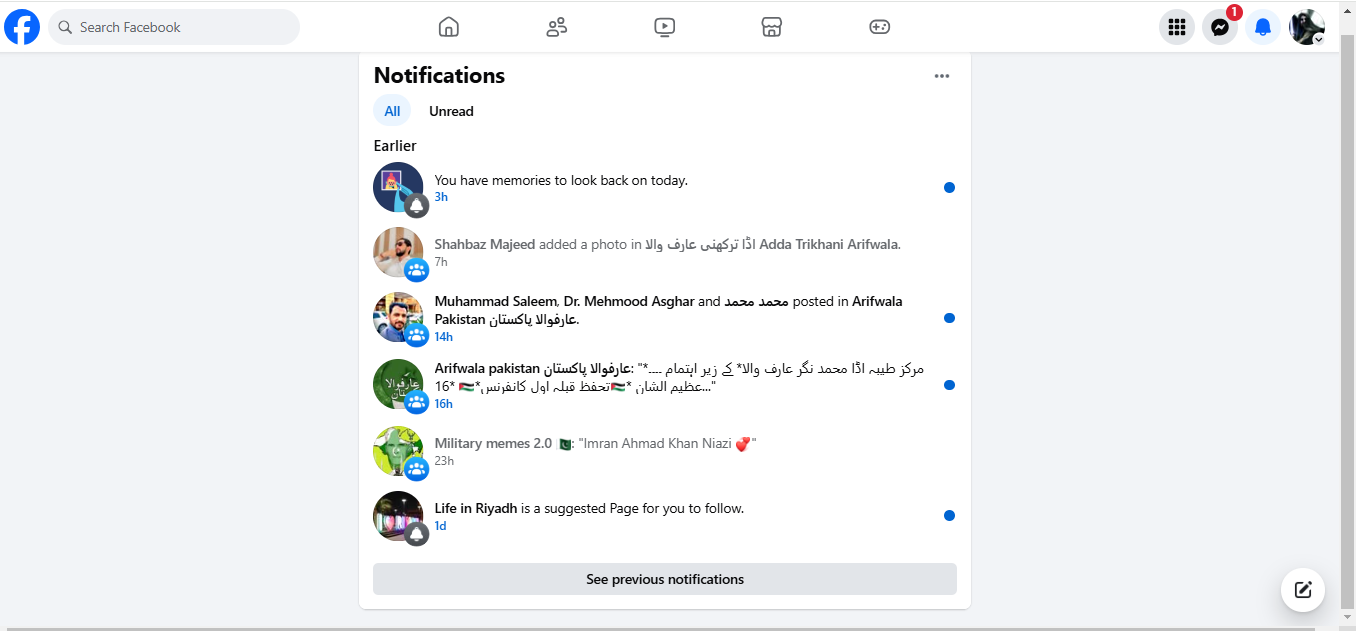 Search Facebook
1
Notifications
All
Unread
Earlier
You have memories to look back on today.
3h
Shahbaz Majeed added a photo in اڈا ترکھنی عارف والا Adda Trikhani Arifwala.
7h
Muhammad Saleem, Dr. Mehmood Asghar and محمد محمد posted in Arifwala
Pakistan عارفوالا پاکستان.
14h
Arifwala pakistan عارفوالا پاکستان: "*مرکز طیبہ اڈا محمد نگر عارف والا* کے زیر اہتمام ----
عظیم الشان *🇵🇸تحفظ قبلہ اول کانفرنس*🇵🇸 *16..."
16h
عارفوالا
Military memes 2.0 🇵🇰: "Imran Ahmad Khan Niazi 💞"
23h
Life in Riyadh is a suggested Page for you to follow.
1d
See previous notifications